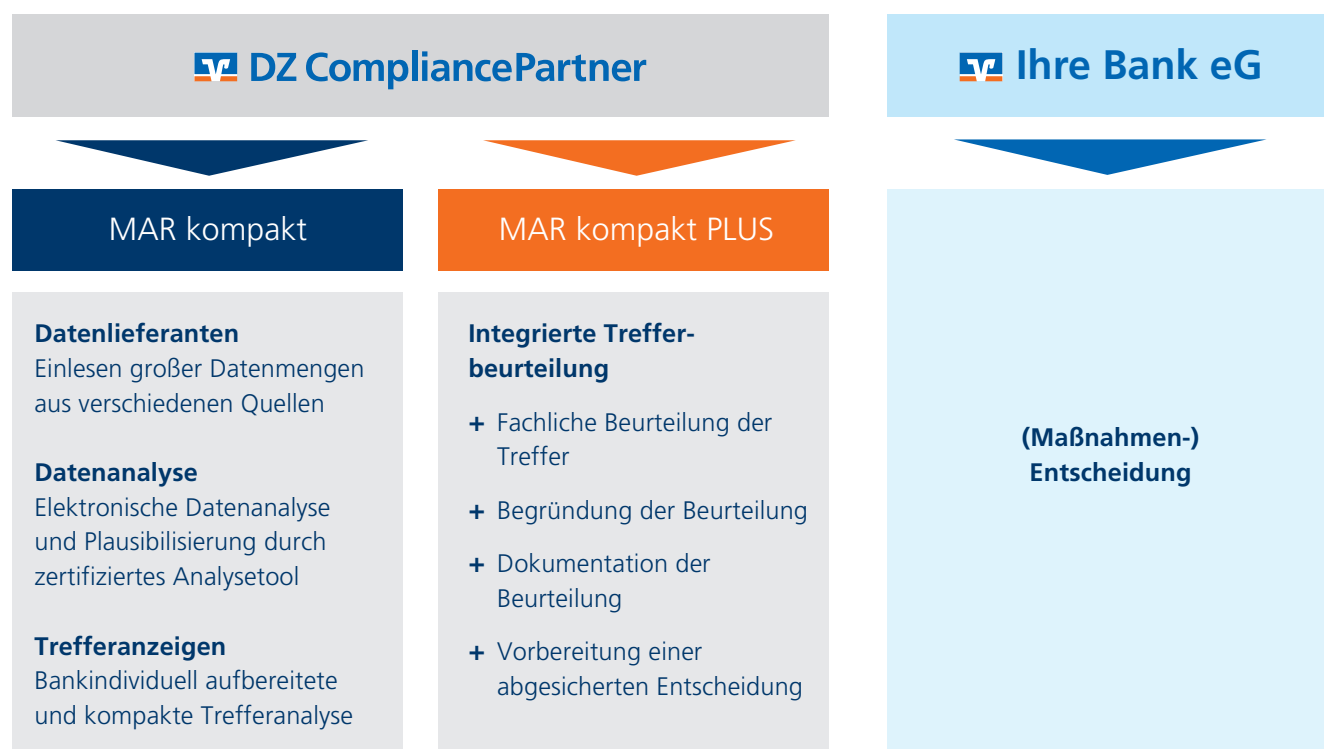 DZ CompliancePartner
Ihre Bank eG
MAR kompakt
Datenlieferanten
Einlesen großer Datenmengen
aus verschiedenen Quellen
Datenanalyse
Elektronische Datenanalyse
und Plausibilisierung durch
zertifiziertes Analysetool
Trefferanzeigen
Bankindividuell aufbereitete
und kompakte Trefferanalyse
MAR kompakt PLUS
Integrierte Treffer-
beurteilung
+ Fachliche Beurteilung der
Treffer
+ Begründung der Beurteilung
+ Dokumentation der
Beurteilung
+ Vorbereitung einer
abgesicherten Entscheidung
(Maßnahmen-)
Entscheidung